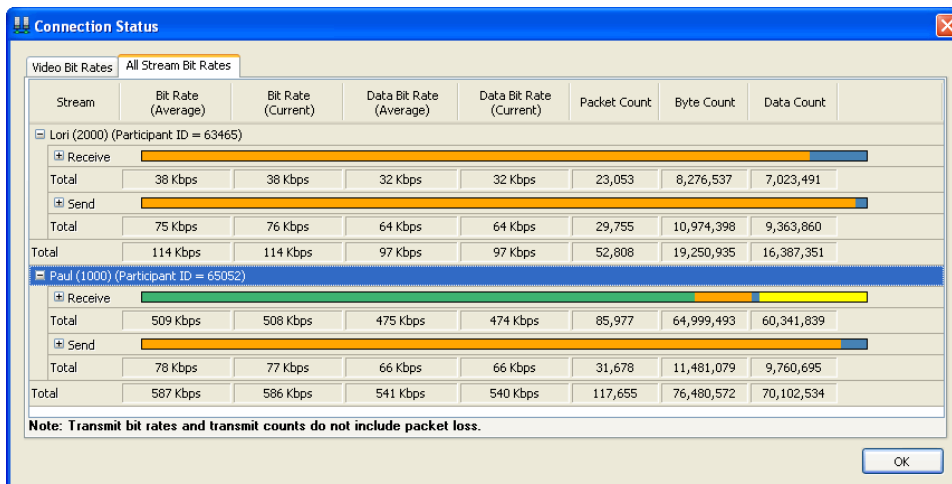 Connection Status
Video Bit Rates All Stream Bit Rates
Stream Bit Rate (Average) Bit Rate (Current) Data Bit Rate (Average) Data Bit Rate (Current) Packet Count Byte Count Data Count
Lori (2000) (Participant ID = 63465)
Receive
Total 38 Kbps 38 Kbps 32 Kbps 32 Kbps 23,053 8,276,537 7,023,491
Send
Total 75 Kbps 76 Kbps 64 Kbps 64 Kbps 29,755 10,974,398 9,363,860
Total 114 Kbps 114 Kbps 97 Kbps 97 Kbps 52,808 19,250,935 16,387,351
Paul (1000) (Participant ID = 65052)
Receive
Total 509 Kbps 508 Kbps 475 Kbps 474 Kbps 85,977 64,999,493 60,341,839
Send
Total 78 Kbps 77 Kbps 66 Kbps 66 Kbps 31,678 11,481,079 9,760,695
Total 587 Kbps 586 Kbps 541 Kbps 540 Kbps 117,655 76,480,572 70,102,534
Note: Transmit bit rates and transmit counts do not include packet loss.
OK